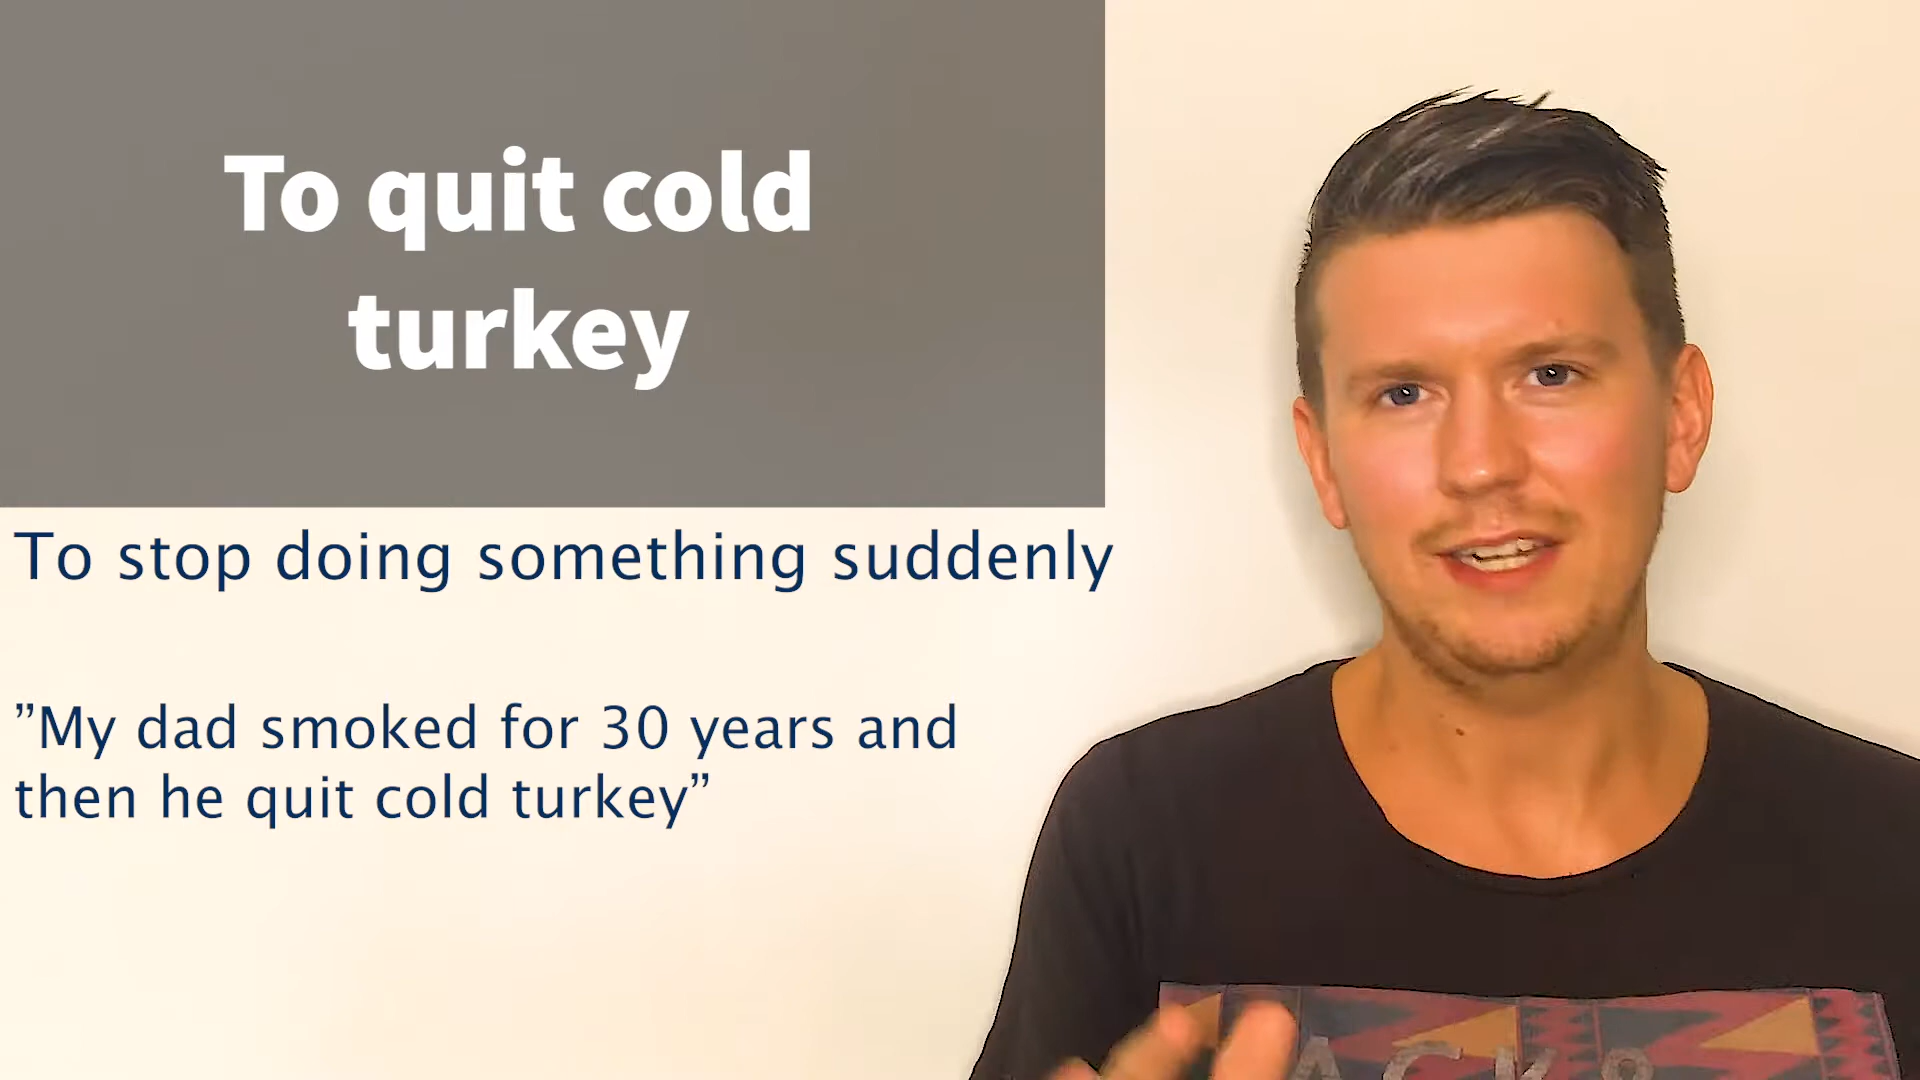 To quit cold
turkey
To stop doing something suddenly
”My dad smoked for 30 years and
then he quit cold turkey”